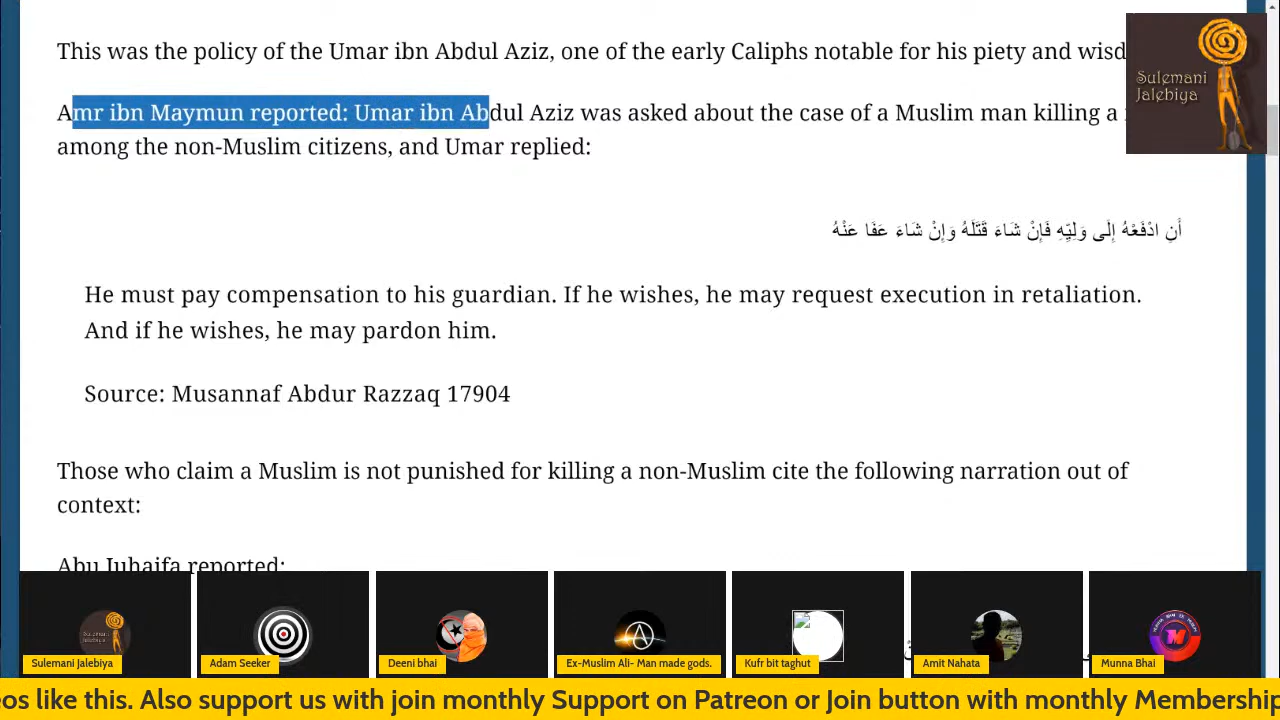 This was the policy of the Umar ibn Abdul Aziz, one of the early Caliphs notable for his piety and
Sulemani
Jalebiya
Amr ibn Maymun reported: Umar ibn Abdul Aziz was asked about the case of a Muslim man killing a
among the non-Muslim citizens, and Umar replied:
أَنِ ادْفَعْهُ إِلَى وَلِيِّهِ فَإِنْ شَاءَ قَتَلَهُ وَإِنْ شَاءَ عَفَا عَنْهُ
He must pay compensation to his guardian. If he wishes, he may request execution in retaliation.
And if he wishes, he may pardon him.
Source: Musannaf Abdur Razzaq 17904
Those who claim a Muslim is not punished for killing a non-Muslim cite the following narration out of
context:
Abu Juhaifa reported:
Sulemani Jalebiya
Adam Seeker
Deeni bhai
Ex-Muslim Ali- Man made gods.
Kufr bit taghut
Amit Nahata
Munna Bhai
eos like this. Also support us with join monthly Support on Patreon or Join button with monthly Membership